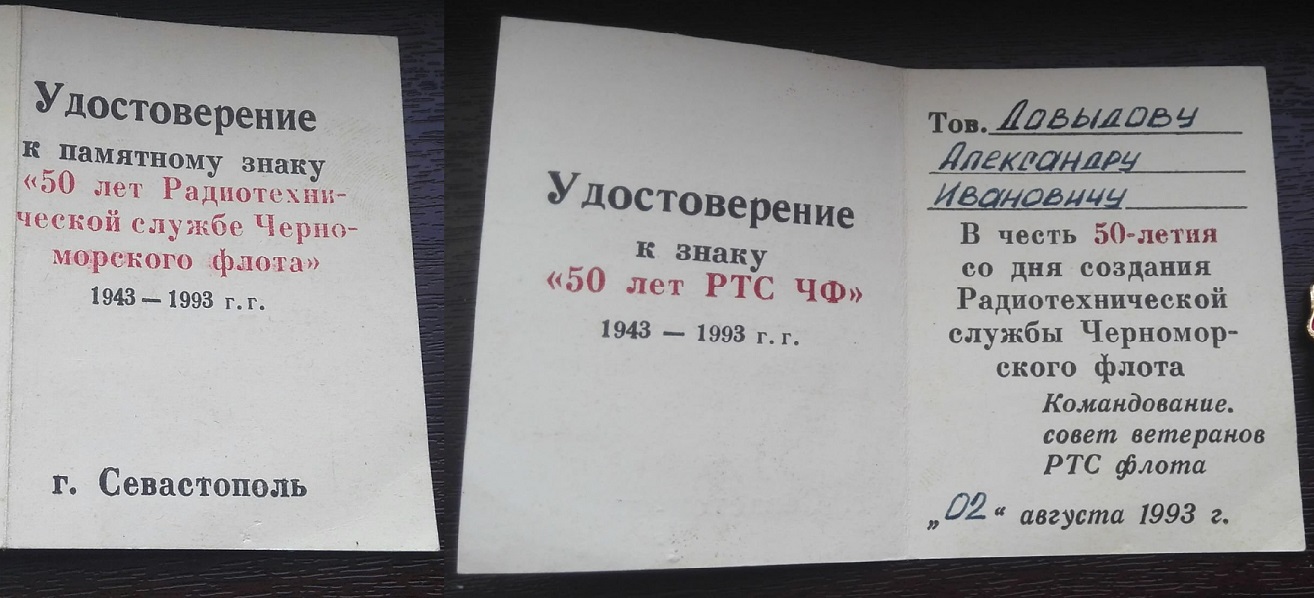 Удостоверение
к памятному знаку
«50 лет Радиотехни-
ческой службе Черно-
морского флота»
1943 — 1993 г. г.
г. Севастополь
Удостоверение
к знаку
«50 лет РТС ЧФ»
1943 — 1993 г. г.
Тов. Довыдову
Александру
Ивановичу
В честь 50-летия
со дня создания
Радиотехнической
службы Черномор-
ского флота
Командование.
совет ветеранов
РТС флота
„02“ августа 1993 г.